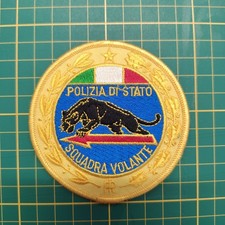 POLIZIA DI STATO
SQUADRA VOLANTE